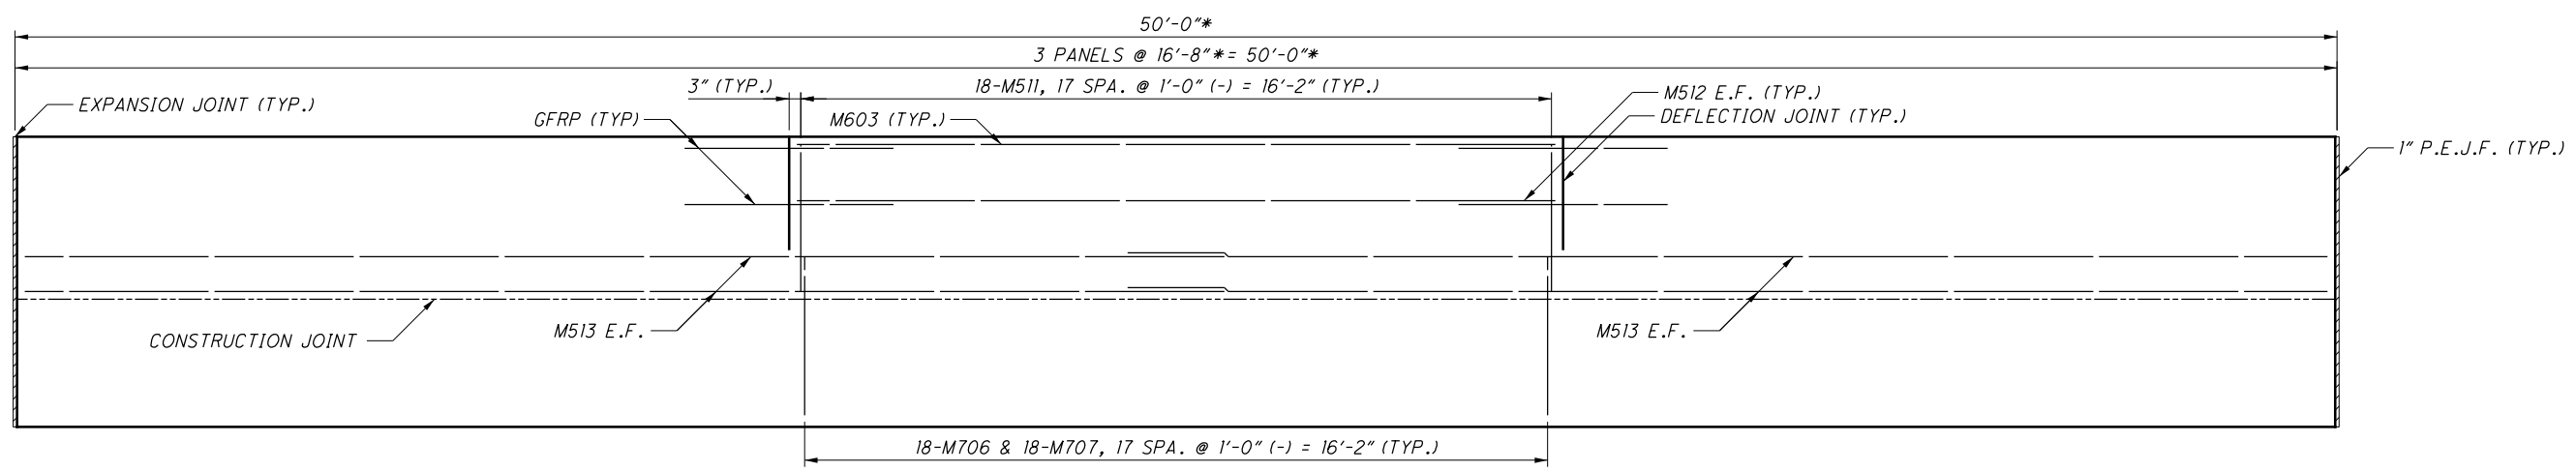 50'-0"*
3 PANELS @ 16'-8"*= 50'-0"*
3" (TYP.)
18-M511, 17 SPA. @ 1'-0" (-) = 16'-2" (TYP.)
EXPANSION JOINT (TYP.)
GFRP (TYP)
M603 (TYP.)
M512 E.F. (TYP.)
DEFLECTION JOINT (TYP.)
1" P.E.J.F. (TYP.)
CONSTRUCTION JOINT
M513 E.F.
M513 E.F.
18-M706 & 18-M707, 17 SPA. @ 1'-0" (-) = 16'-2" (TYP.)